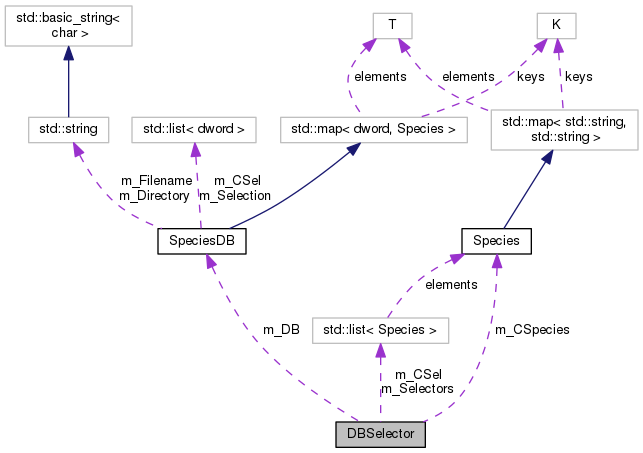 std::basic_string<
char >
T
K
elements
elements
keys
keys
std::string
std::list< dword >
std::map< dword, Species >
std::map< std::string,
std::string >
m_Filename
m_Directory
m_CSel
m_Selection
SpeciesDB
Species
elements
m_DB
std::list< Species >
m_CSpecies
m_CSel
m_Selectors
DBSelector